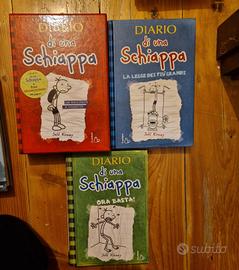 DIARIO
di una
Schiappa
Jeff Kinney
DIARIO
di una
Schiappa
LA LEGGE DEI PIÙ GRANDI
Jeff Kinney
DIARIO
di una
Schiappa
ORA BASTA!
Jeff Kinney
subito